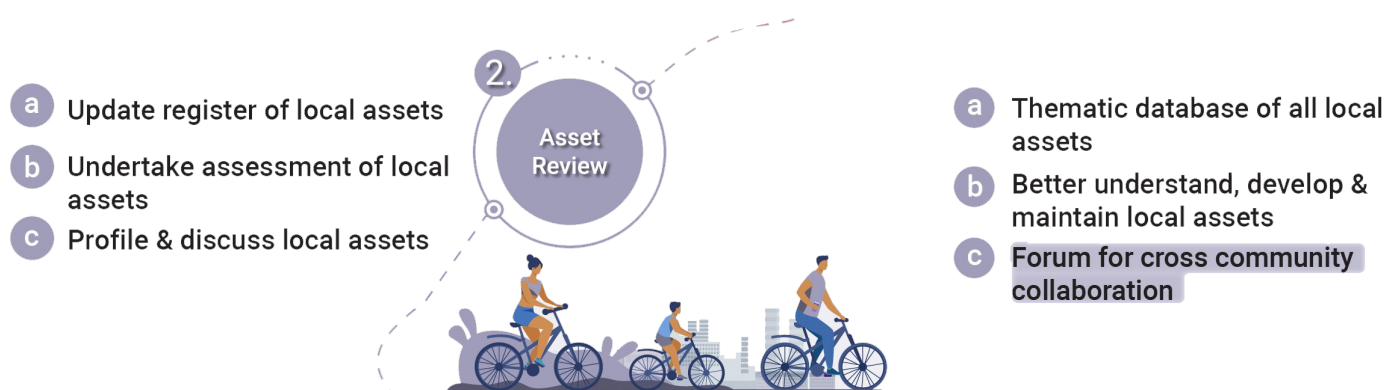 a Update register of local assets
b Undertake assessment of local
assets
c Profile & discuss local assets
2.
Asset
Review
a Thematic database of all local
assets
b Better understand, develop &
maintain local assets
c Forum for cross community
collaboration